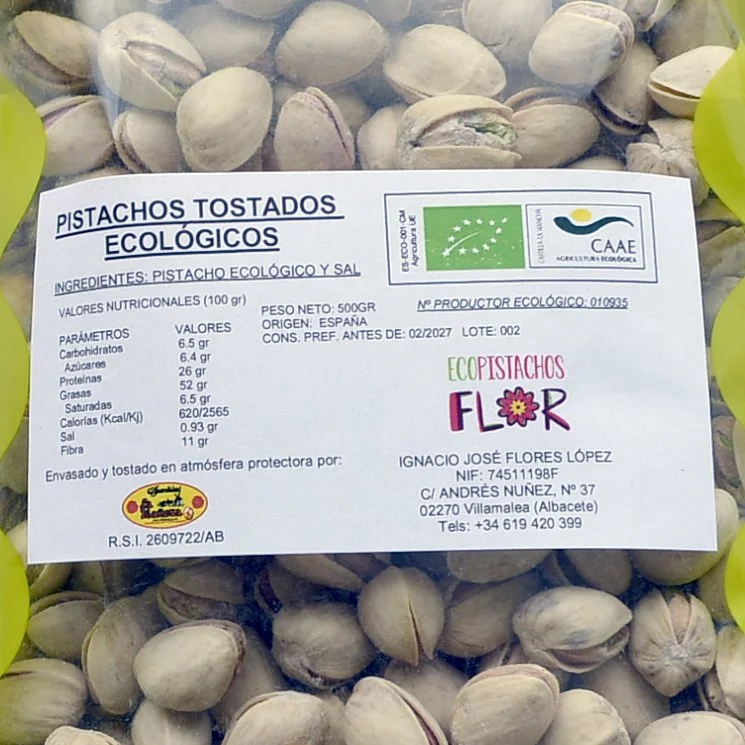 PISTACHOS TOSTADOS
ECOLÓGICOS
INGREDIENTES: PISTACHO ECOLÓGICO Y SAL
VALORES NUTRICIONALES (100 gr)
PARÁMETROS VALORES
Carbohidratos 6.5 gr
Azúcares 6.4 gr
Proteínas 26 gr
Grasas 52 gr
Saturadas 6.5 gr
Calorías (Kcal/Kj) 620/2565
Sal 0.93 gr
Fibra 11 gr
Envasado y tostado en atmósfera protectora por:
R.S.I. 2609722/AB
PESO NETO: 500GR
ORIGEN: ESPAÑA
CONS. PREF. ANTES DE: 02/2027 LOTE: 002
ES-ECO-001-CM
Agricultura UE
CASTILLA-LA MANCHA
CAAE
AGRICULTURA ECOLÓGICA
Nº PRODUCTOR ECOLÓGICO: 010935
ECOPISTACHOS
FLOR
IGNACIO JOSÉ FLORES LÓPEZ
NIF: 74511198F
C/ ANDRÉS NUÑEZ, Nº 37
02270 Villamalea (Albacete)
Tels: +34 619 420 399